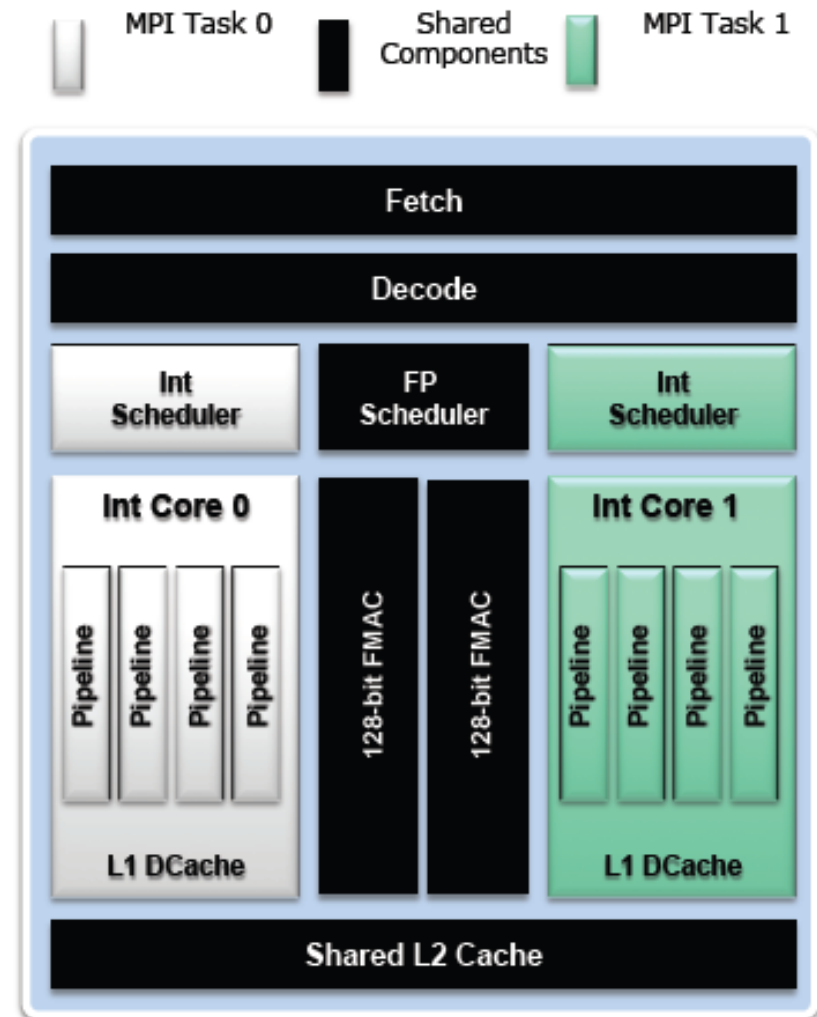 MPI Task 0
Shared
Components
MPI Task 1
Fetch
Decode
Int
Scheduler
FP
Scheduler
Int
Scheduler
Int Core 0
Pipeline
Pipeline
Pipeline
Pipeline
L1 DCache
128-bit FMAC
128-bit FMAC
Int Core 1
Pipeline
Pipeline
Pipeline
Pipeline
L1 DCache
Shared L2 Cache